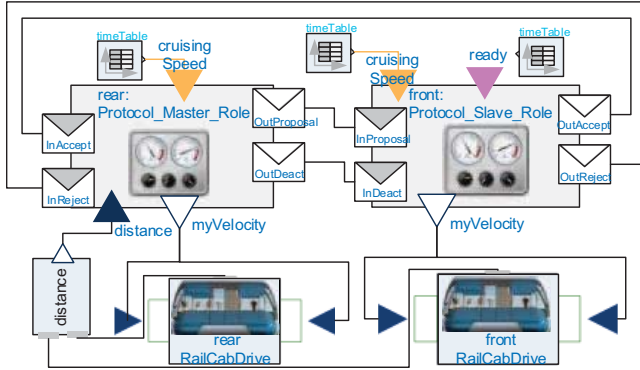 timeTable
timeTable
timeTable
cruising
Speed
cruising
Speed
ready
rear:
Protocol_Master_Role
front:
Protocol_Slave_Role
OutProposal
InProposal
OutAccept
InAccept
OutDeact
InDeact
OutReject
InReject
distance
myVelocity
myVelocity
distance
rear
RailCabDrive
front
RailCabDrive